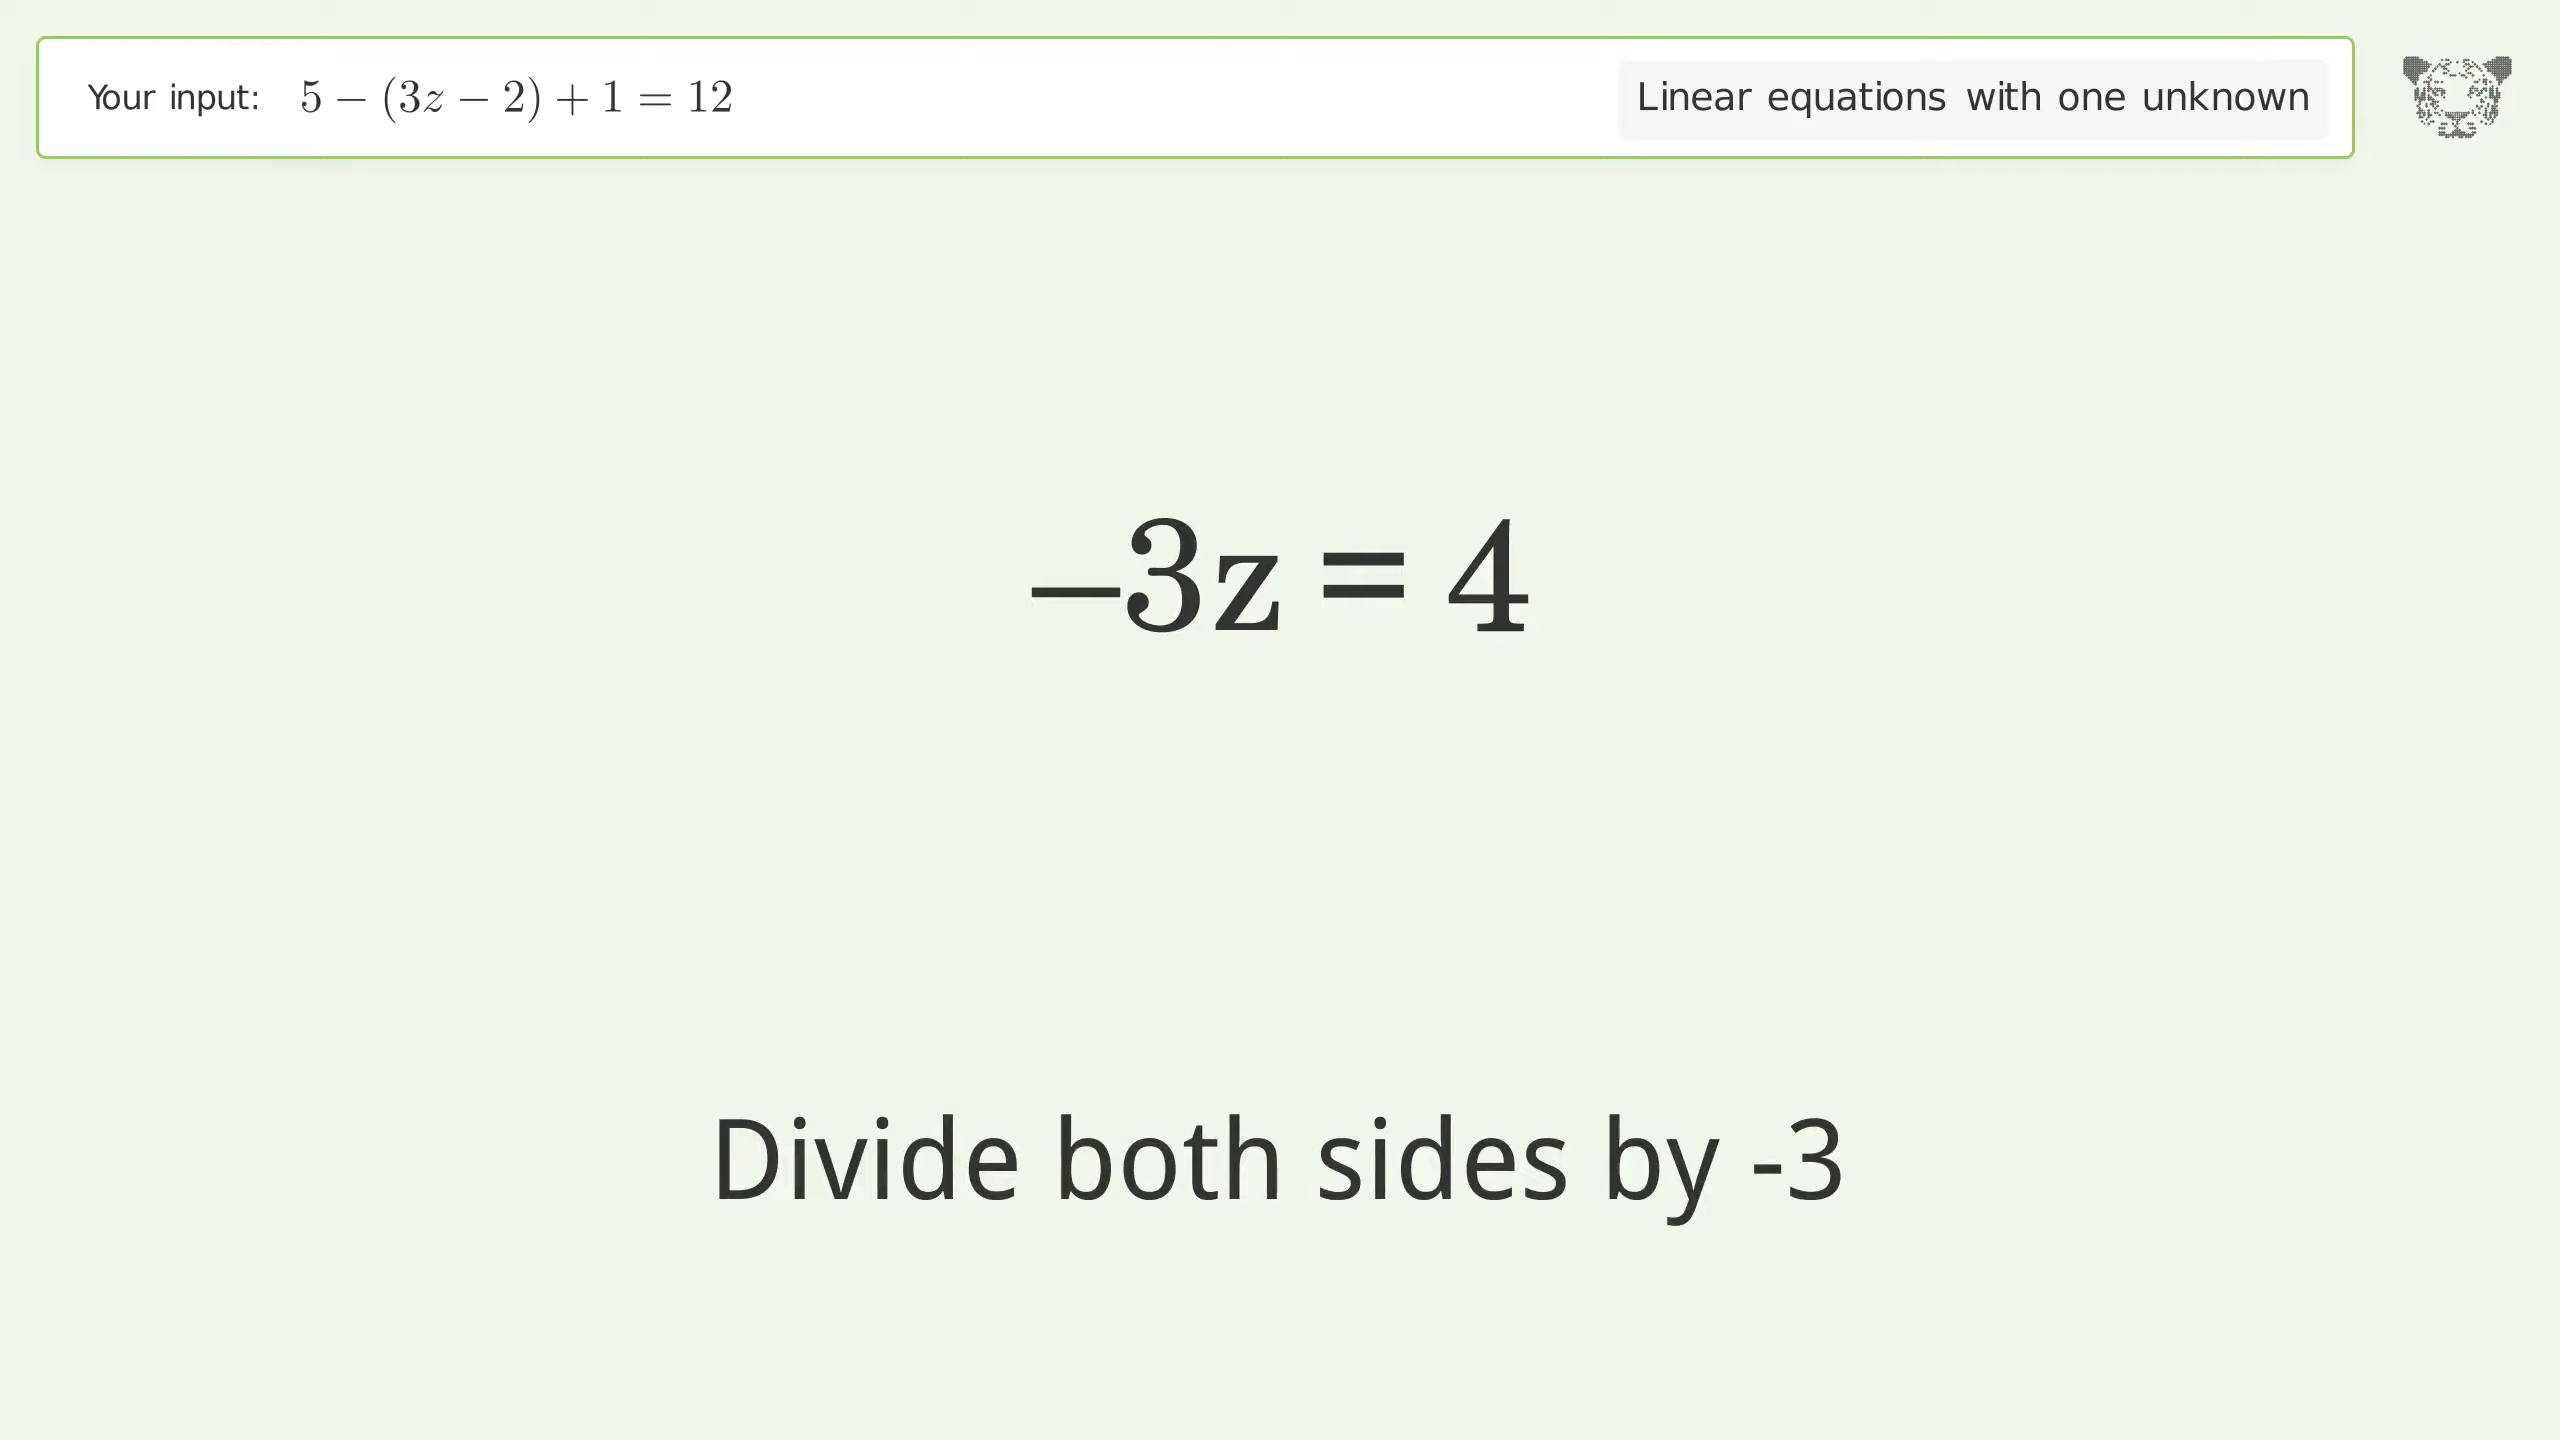 Your input: 5 − (3z − 2) + 1 = 12
Linear equations with one unknown
−3z = 4
Divide both sides by -3